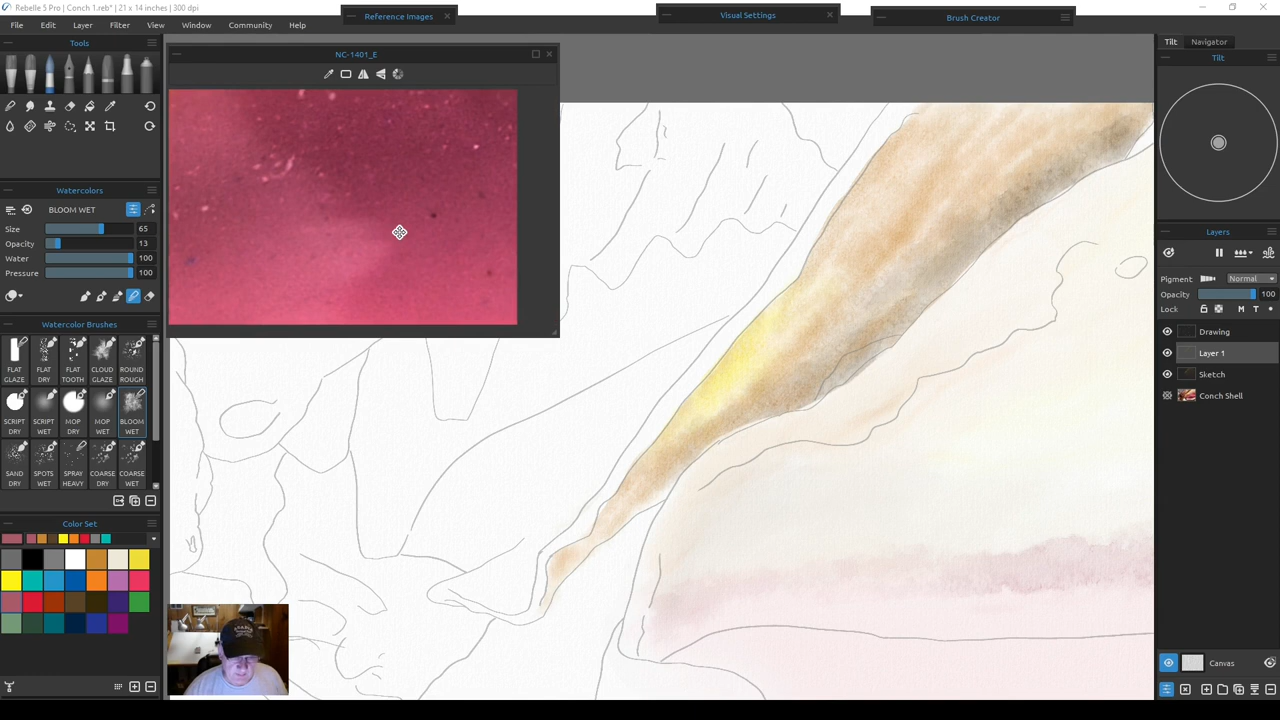 Rebelle 5 Pro | Conch 1.reb* | 21 x 14 inches | 300 dpi
File Edit Layer Filter View Window Community Help
Reference Images
Visual Settings
Brush Creator
Tools
NC-1401_E
Tilt Navigator
Tilt
Watercolors
BLOOM WET
Size 65
Opacity 13
Water 100
Pressure 100
Watercolor Brushes
FLAT GLAZE
FLAT DRY
FLAT TOOTH
CLOUD GLAZE
ROUND ROUGH
SCRIPT DRY
SCRIPT WET
MOP DRY
MOP WET
BLOOM WET
SAND DRY
SPOTS WET
SPRAY HEAVY
COARSE DRY
COARSE WET
Color Set
Layers
Pigment Normal
Opacity 100
Lock M T
Drawing
Layer 1
Sketch
Conch Shell
Canvas